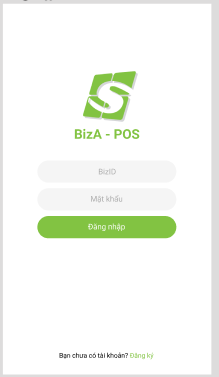 BizA - POS
BizID
Mật khẩu
Đăng nhập
Bạn chưa có tài khoản? Đăng ký